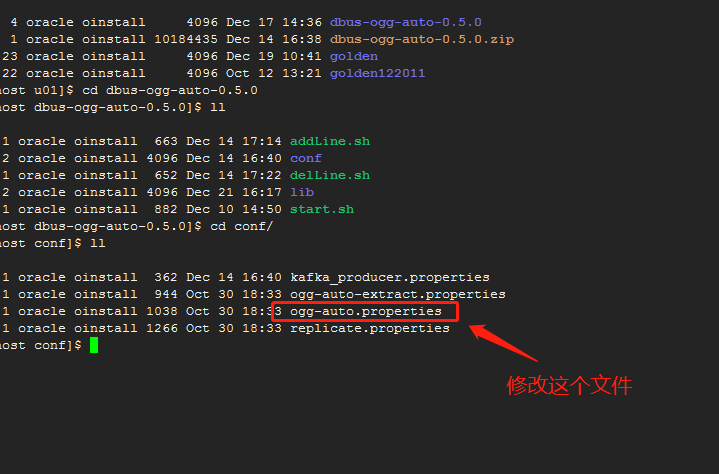 4 oracle oinstall     4096 Dec 17 14:36 dbus-ogg-auto-0.5.0
1 oracle oinstall 10184435 Dec 14 16:38 dbus-ogg-auto-0.5.0.zip
23 oracle oinstall     4096 Dec 19 10:41 golden
22 oracle oinstall     4096 Oct 12 13:21 golden122011
ost u01]$ cd dbus-ogg-auto-0.5.0
ost dbus-ogg-auto-0.5.0]$ ll
1 oracle oinstall  663 Dec 14 17:14 addLine.sh
2 oracle oinstall 4096 Dec 14 16:40 conf
1 oracle oinstall  652 Dec 14 17:22 delLine.sh
2 oracle oinstall 4096 Dec 21 16:17 lib
1 oracle oinstall  882 Dec 10 14:50 start.sh
ost dbus-ogg-auto-0.5.0]$ cd conf/
ost conf]$ ll
1 oracle oinstall  362 Dec 14 16:40 kafka_producer.properties
1 oracle oinstall  944 Oct 30 18:33 ogg-auto-extract.properties
1 oracle oinstall 1038 Oct 30 18:33 ogg-auto.properties
1 oracle oinstall 1266 Oct 30 18:33 replicate.properties
ost conf]$
修改这个文件